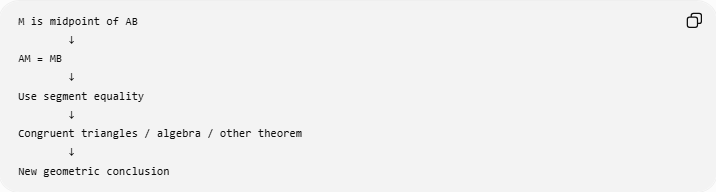 M is midpoint of AB
↓
AM = MB
↓
Use segment equality
↓
Congruent triangles / algebra / other theorem
↓
New geometric conclusion